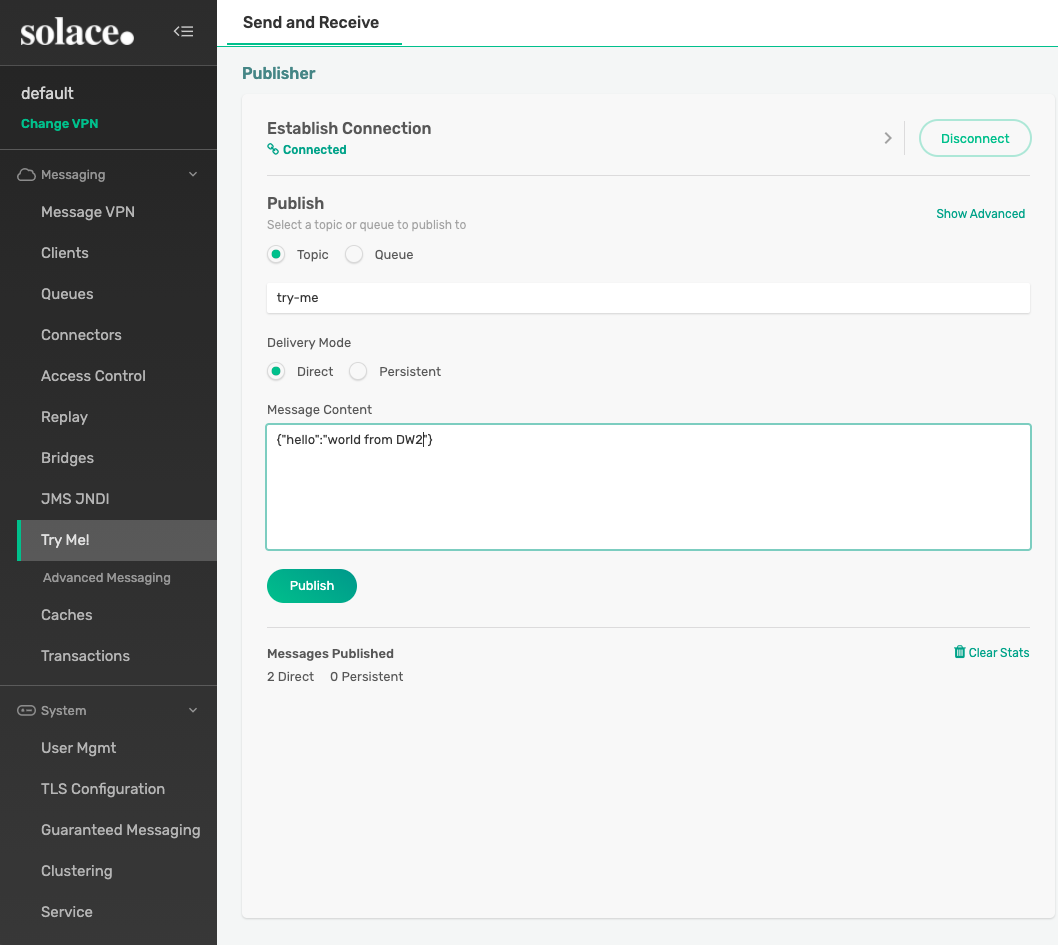 solace.
default
Change VPN
Messaging
Message VPN
Clients
Queues
Connectors
Access Control
Replay
Bridges
JMS JNDI
Try Me!
Advanced Messaging
Caches
Transactions
System
User Mgmt
TLS Configuration
Guaranteed Messaging
Clustering
Service
Send and Receive
Publisher
Establish Connection
Connected
Disconnect
Publish
Select a topic or queue to publish to
Show Advanced
Topic Queue
try-me
Delivery Mode
Direct Persistent
Message Content
{"hello":"world from DW2"}
Publish
Messages Published
Clear Stats
2 Direct 0 Persistent